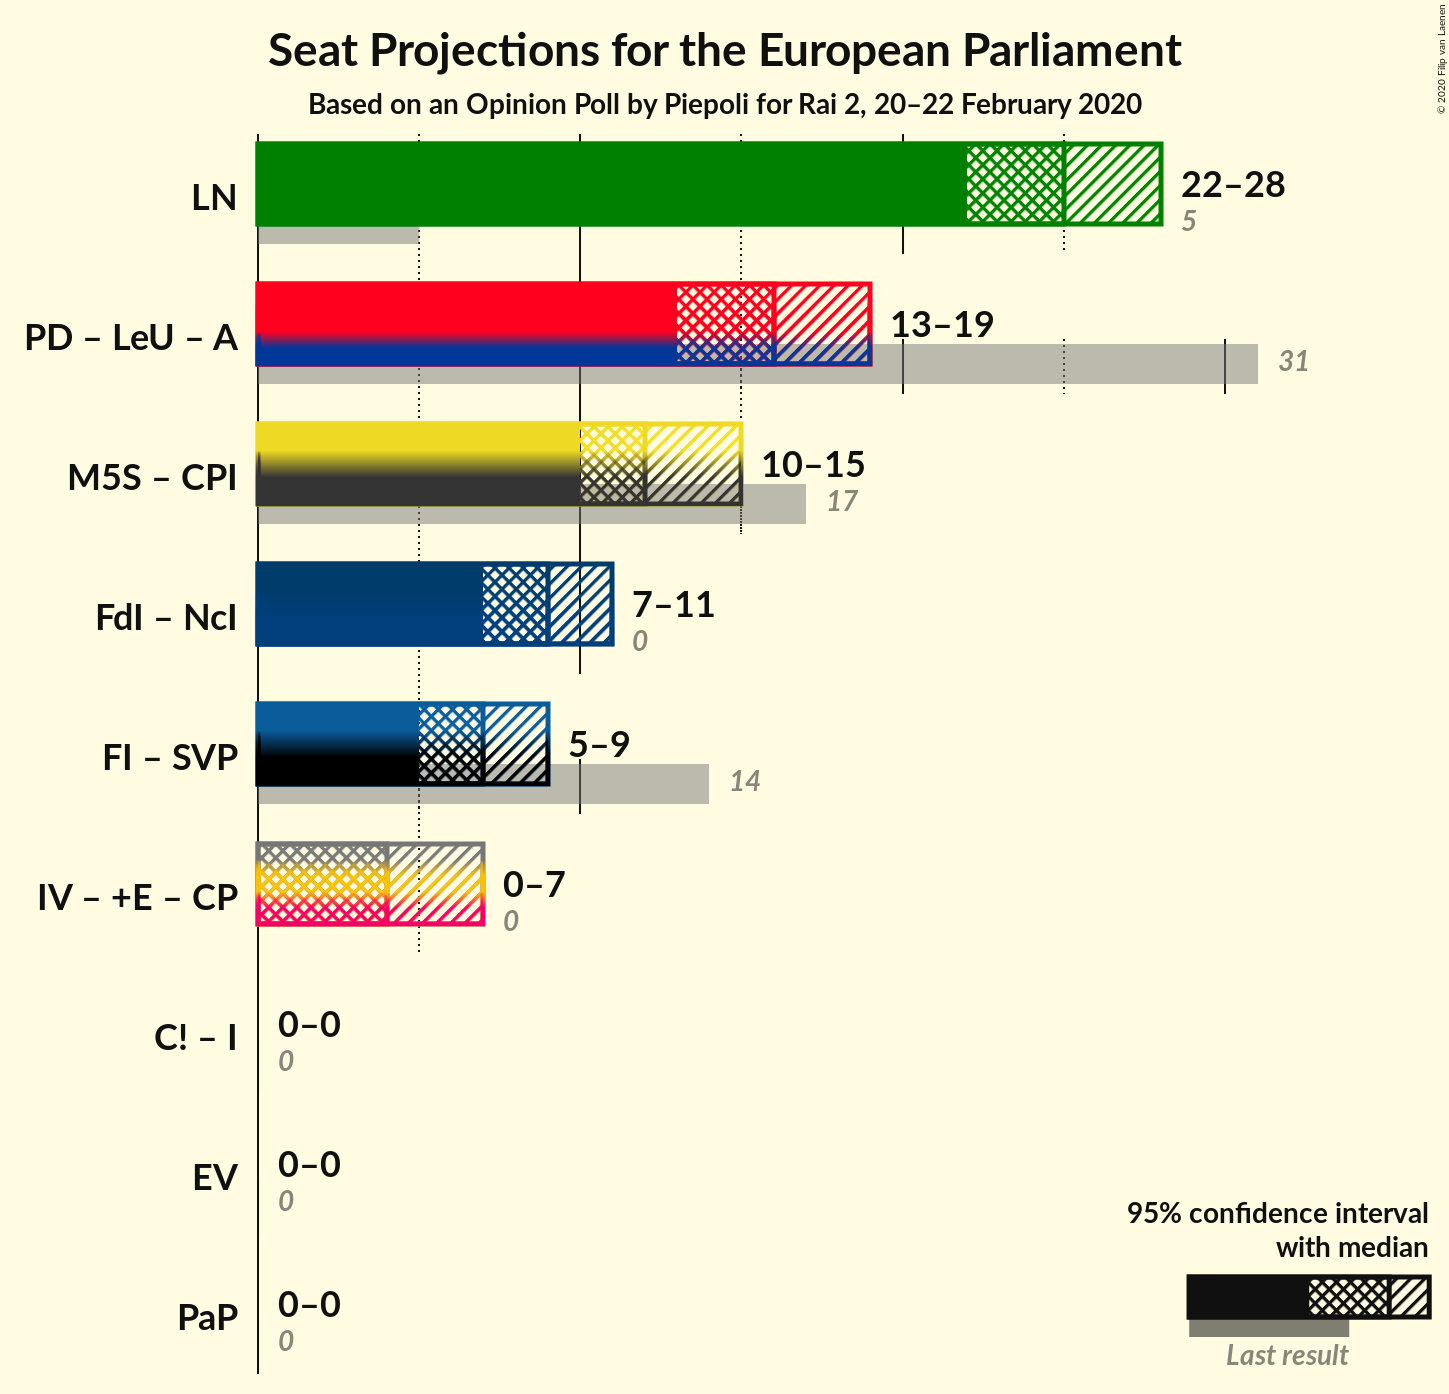 Seat Projections for the European Parliament
Based on an Opinion Poll by Piepoli for Rai 2, 20–22 February 2020
© 2020 Filip van Laenen
LN
22–28
5
PD – LeU – A
13–19
31
M5S – CPI
10–15
17
FdI – NcI
7–11
0
FI – SVP
5–9
14
IV – +E – CP
0–7
0
C! – I
0–0
0
EV
0–0
0
PaP
0–0
0
95% confidence interval
with median
Last result